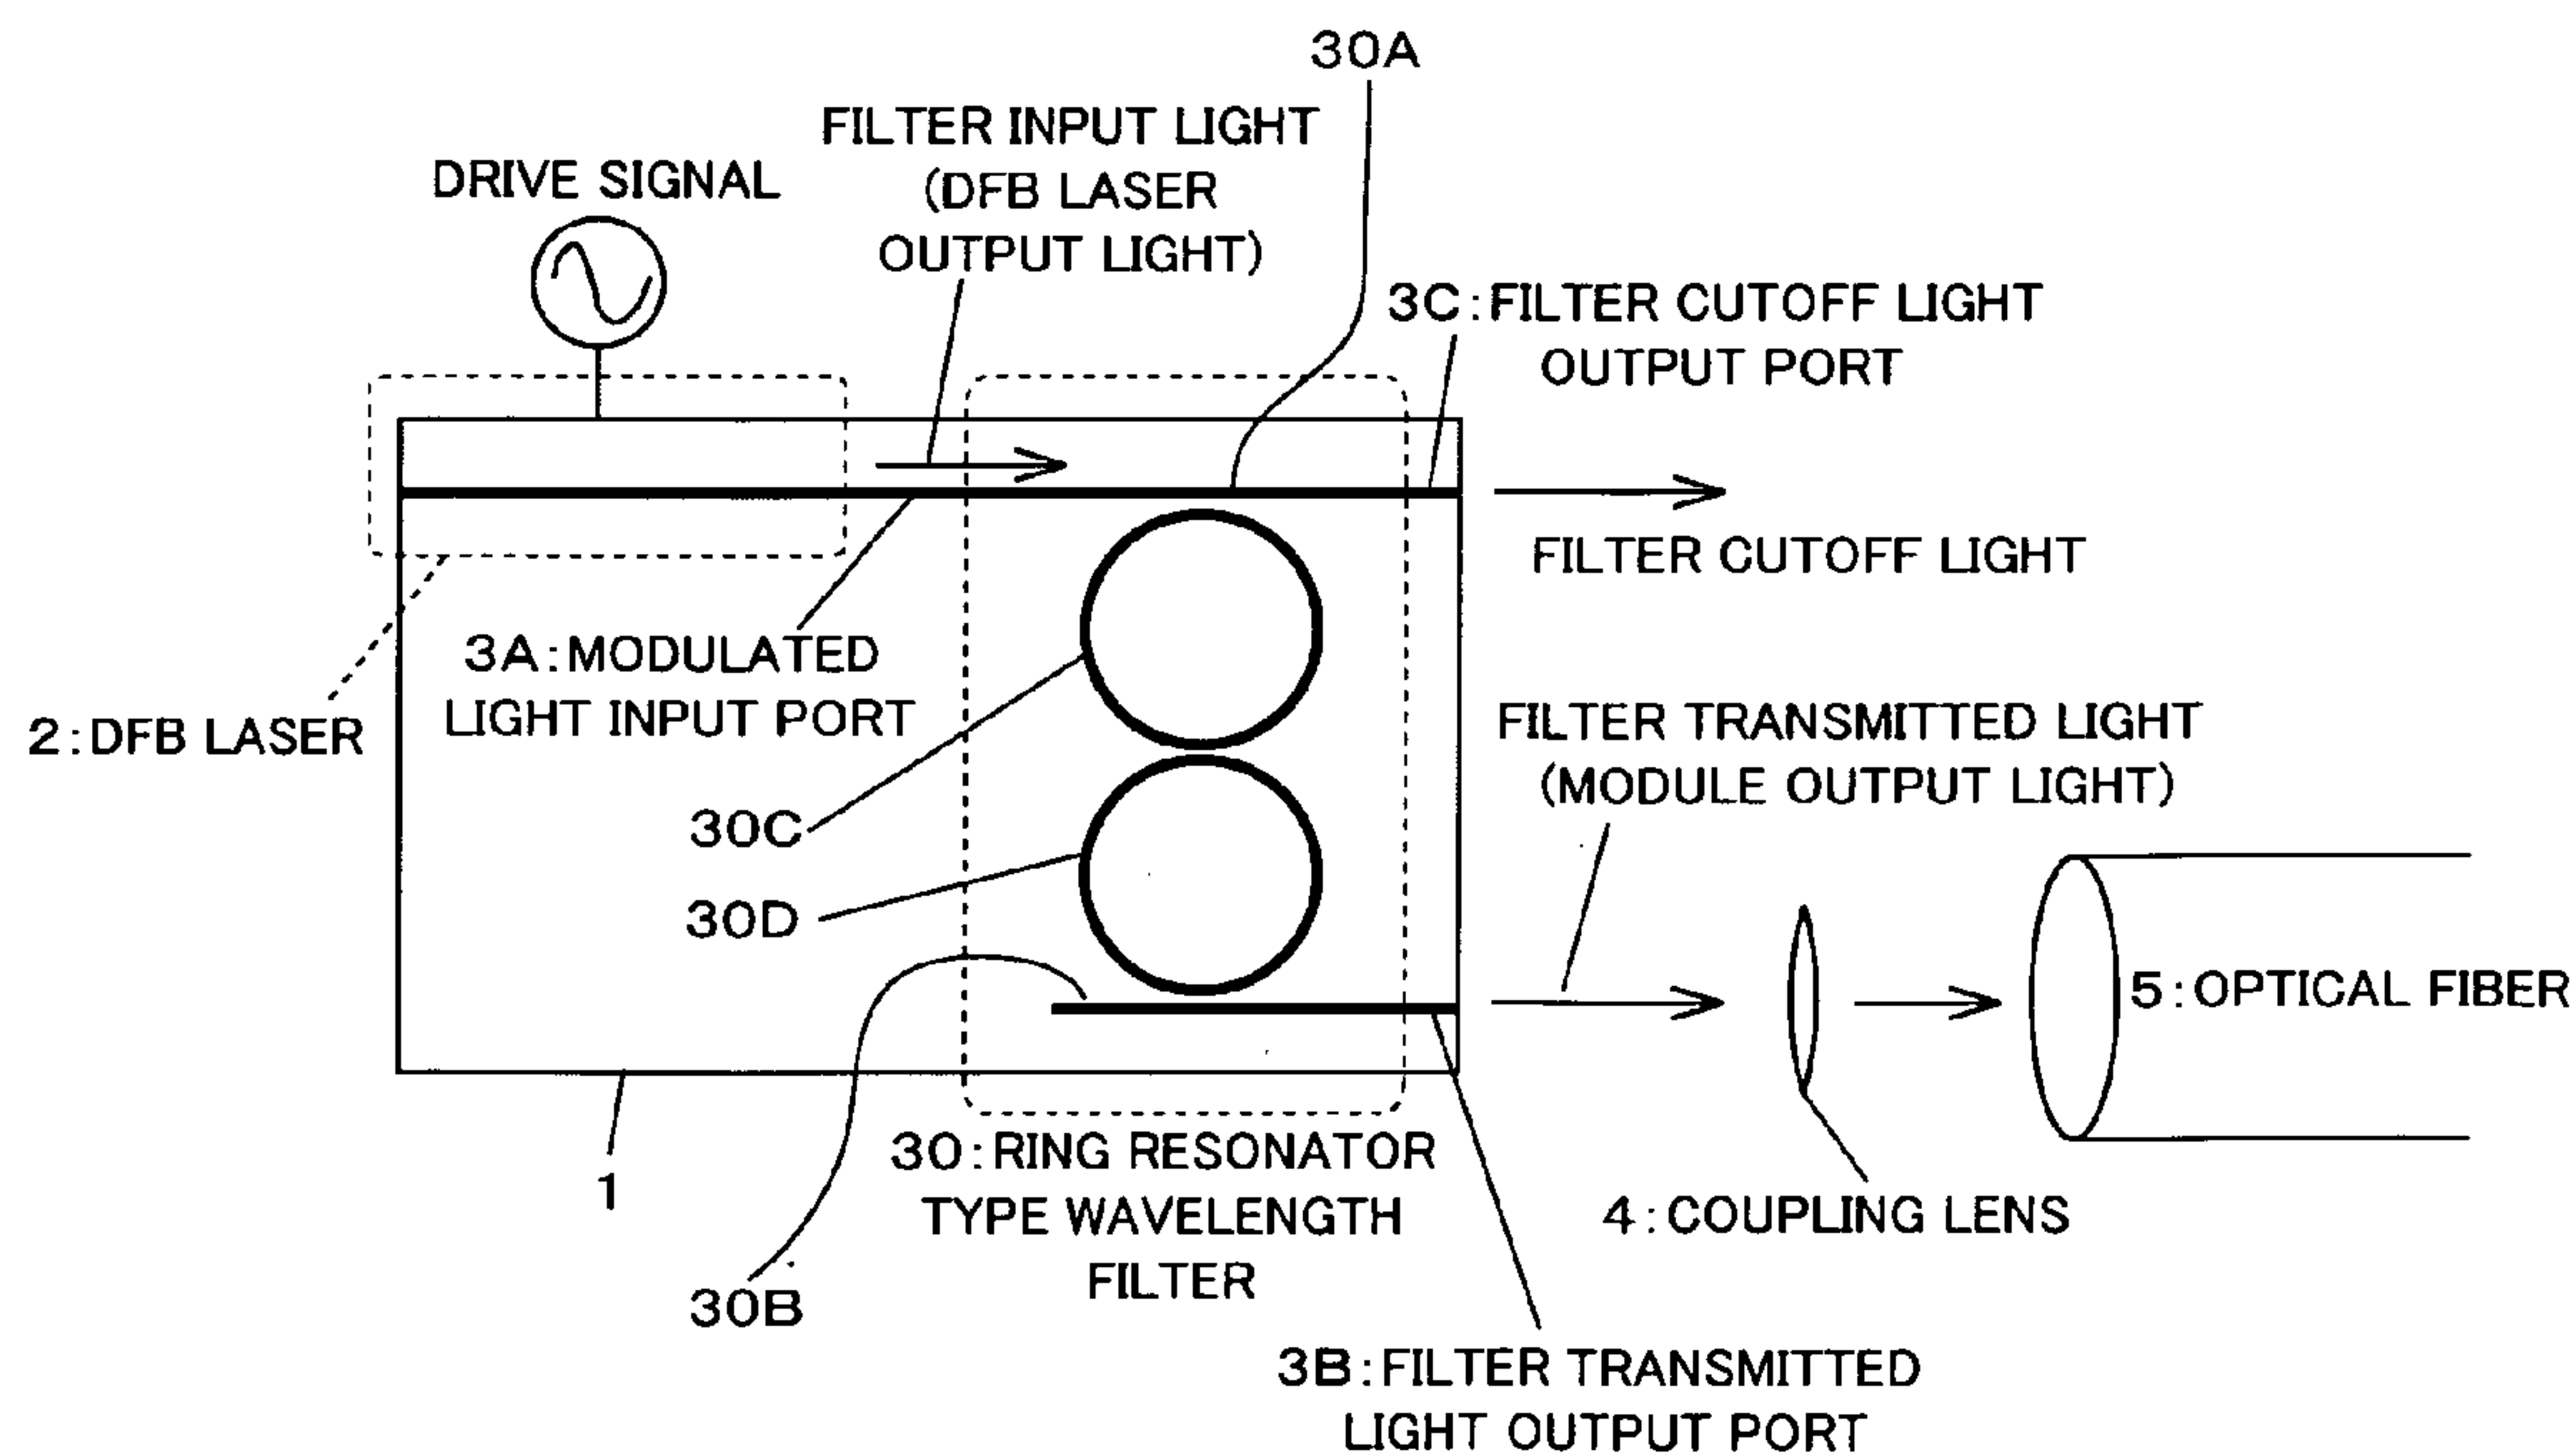 30A
FILTER INPUT LIGHT
(DFB LASER
OUTPUT LIGHT)
DRIVE SIGNAL
3C:FILTER CUTOFF LIGHT
OUTPUT PORT
FILTER CUTOFF LIGHT
3A:MODULATED
LIGHT INPUT PORT
2:DFB LASER
FILTER TRANSMITTED LIGHT
(MODULE OUTPUT LIGHT)
30C
30D
5:OPTICAL FIBER
30:RING RESONATOR
TYPE WAVELENGTH
FILTER
1
4:COUPLING LENS
30B
3B:FILTER TRANSMITTED
LIGHT OUTPUT PORT